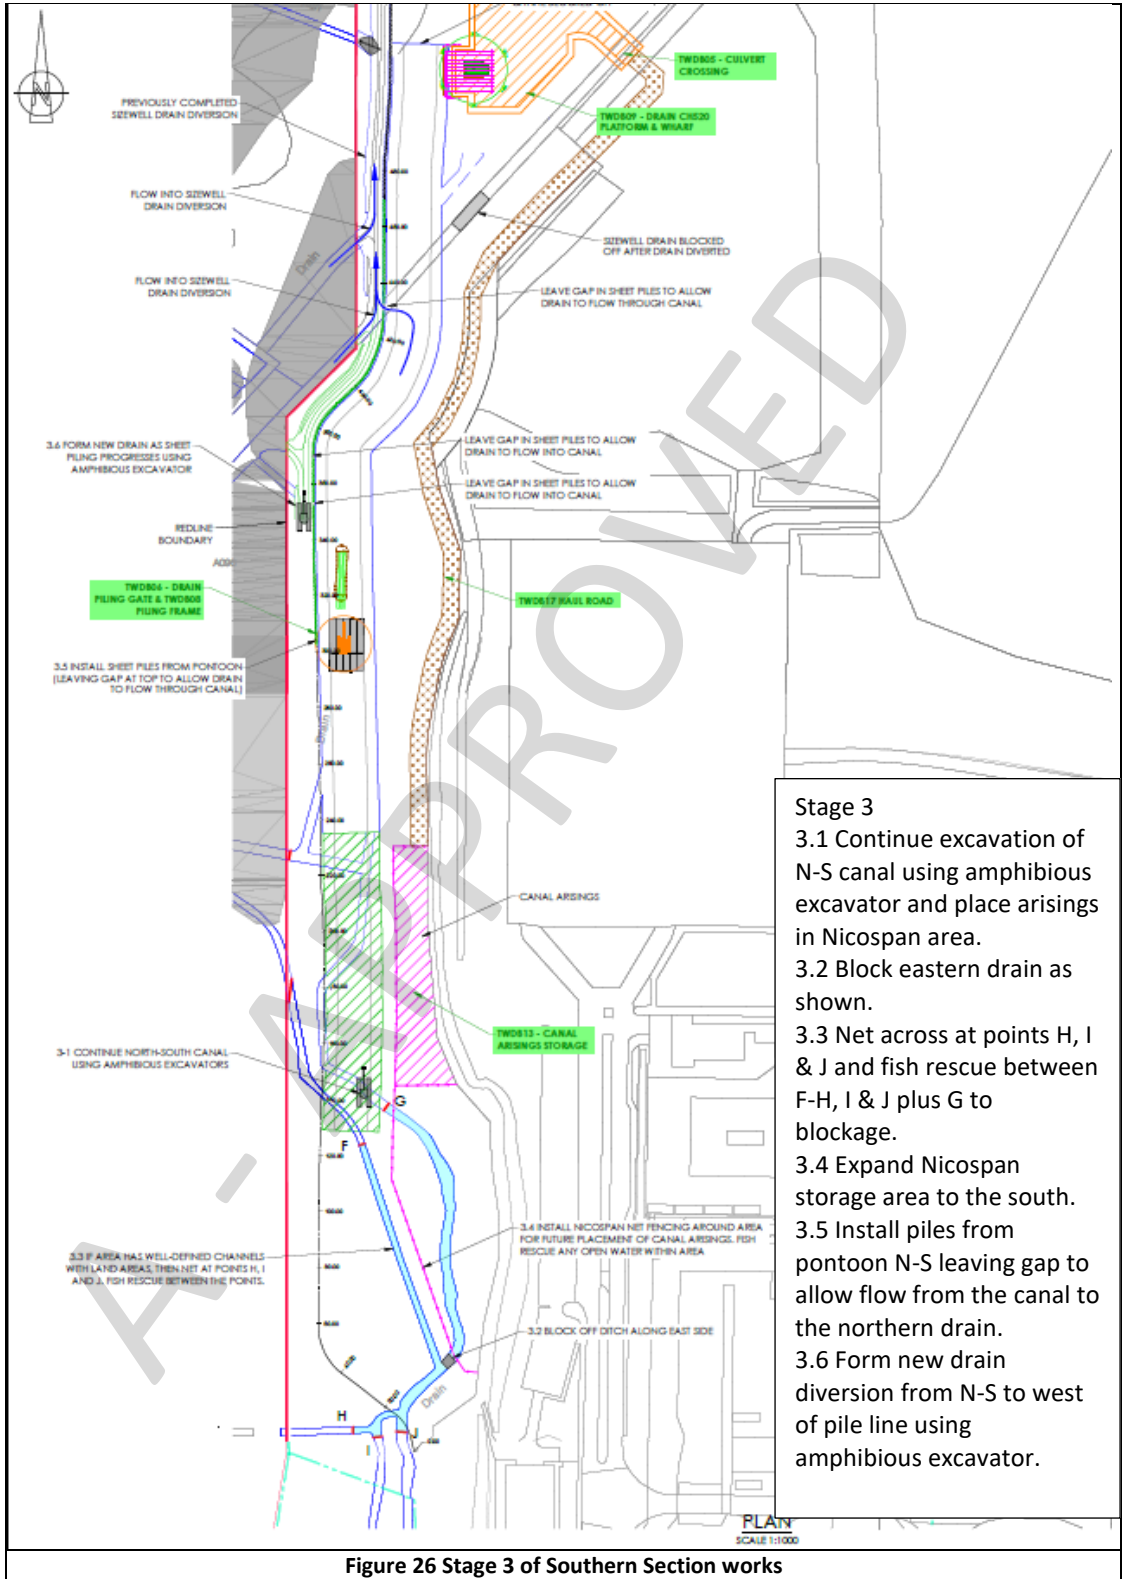 N
TWDB05 - CULVERT
CROSSING
TWDB09 - DRAIN CH520
PLATFORM & WHARF
PREVIOUSLY COMPLETED
SIZEWELL DRAIN DIVERSION
FLOW INTO SIZEWELL
DRAIN DIVERSION
Drain
SIZEWELL DRAIN BLOCKED
OFF AFTER DRAIN DIVERTED
FLOW INTO SIZEWELL
DRAIN DIVERSION
LEAVE GAP IN SHEET PILES TO ALLOW
DRAIN TO FLOW THROUGH CANAL
3.6 FORM NEW DRAIN AS SHEET
PILING PROGRESSES USING
AMPHIBIOUS EXCAVATOR
LEAVE GAP IN SHEET PILES TO ALLOW
DRAIN TO FLOW INTO CANAL
LEAVE GAP IN SHEET PILES TO ALLOW
DRAIN TO FLOW INTO CANAL
REDLINE
BOUNDARY
TWDB06 - DRAIN
PILING GATE & TWDB08
PILING FRAME
TWDB17 HAUL ROAD
3.5 INSTALL SHEET PILES FROM PONTOON
(LEAVING GAP AT TOP TO ALLOW DRAIN
TO FLOW THROUGH CANAL)
Drain
CANAL ARISINGS
TWDB13 - CANAL
ARISINGS STORAGE
3-1 CONTINUE NORTH-SOUTH CANAL
USING AMPHIBIOUS EXCAVATORS
G
F
3.4 INSTALL NICOSPAN NET FENCING AROUND AREA
FOR FUTURE PLACEMENT OF CANAL ARISINGS. FISH
RESCUE ANY OPEN WATER WITHIN AREA
3.3 IF AREA HAS WELL-DEFINED CHANNELS
WITH LAND AREAS, THEN NET AT POINTS H, I
AND J. FISH RESCUE BETWEEN THE POINTS.
3.2 BLOCK OFF DITCH ALONG EAST SIDE
Drain
H
I
J
Stage 3
3.1 Continue excavation of
N-S canal using amphibious
excavator and place arisings
in Nicospan area.
3.2 Block eastern drain as
shown.
3.3 Net across at points H, I
& J and fish rescue between
F-H, I & J plus G to
blockage.
3.4 Expand Nicospan
storage area to the south.
3.5 Install piles from
pontoon N-S leaving gap to
allow flow from the canal to
the northern drain.
3.6 Form new drain
diversion from N-S to west
of pile line using
amphibious excavator.
PLAN
SCALE 1:1000
A - APPROVED
Figure 26 Stage 3 of Southern Section works